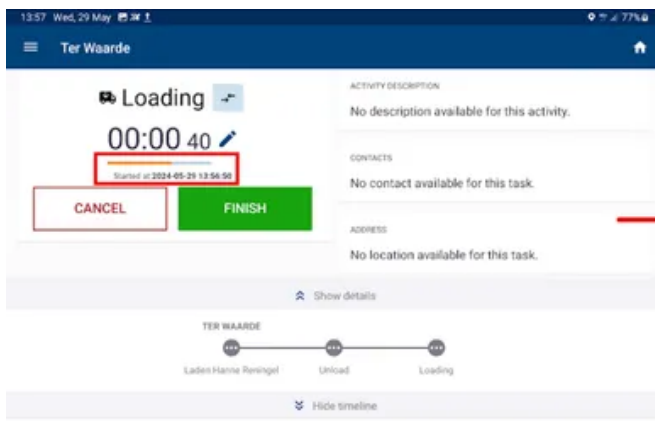 13:57 Wed, 29 May 77%
Ter Waarde
Loading
00:00 40
Started at 2024-05-29 13:56:50
CANCEL FINISH
ACTIVITY DESCRIPTION
No description available for this activity.
CONTACTS
No contact available for this task.
ADDRESS
No location available for this task.
Show details
TER WAARDE
Laden Hanne Reningel Unload Loading
Hide timeline